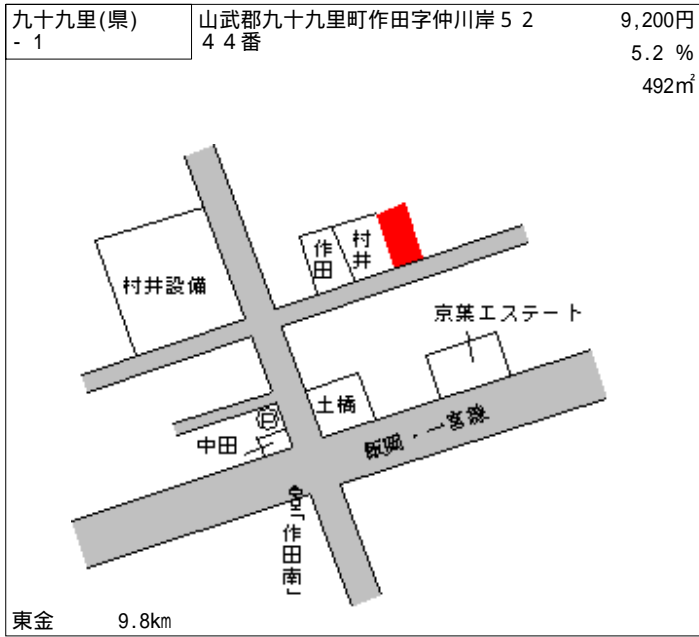 九十九里(県)
- 1
山武郡九十九里町作田字仲川岸５２
４４番
9,200円
5.2 %
492㎡
村井設備
作田
村井
京葉エステート
土橋
中田
飯岡・一宮線
「作田南」
東金 9.8km